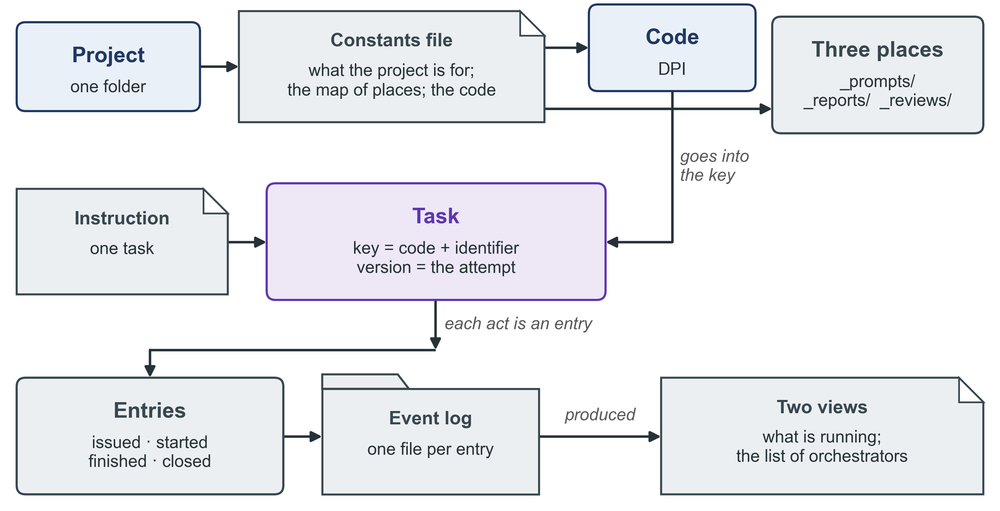 Project
one folder
Constants file
what the project is for;
the map of places; the code
Code
DPI
Three places
_prompts/
_reports/  _reviews/
goes into
the key
Instruction
one task
Task
key = code + identifier
version = the attempt
each act is an entry
Entries
issued · started
finished · closed
Event log
one file per entry
produced
Two views
what is running;
the list of orchestrators